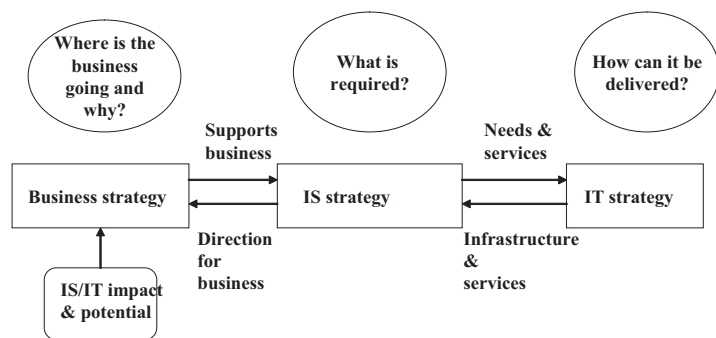 Where is the
business
going and
why?
What is
required?
How can it be
delivered?
Supports
business
Needs &
services
Business strategy
IS strategy
IT strategy
Direction
for
business
Infrastructure
&
services
IS/IT impact
& potential